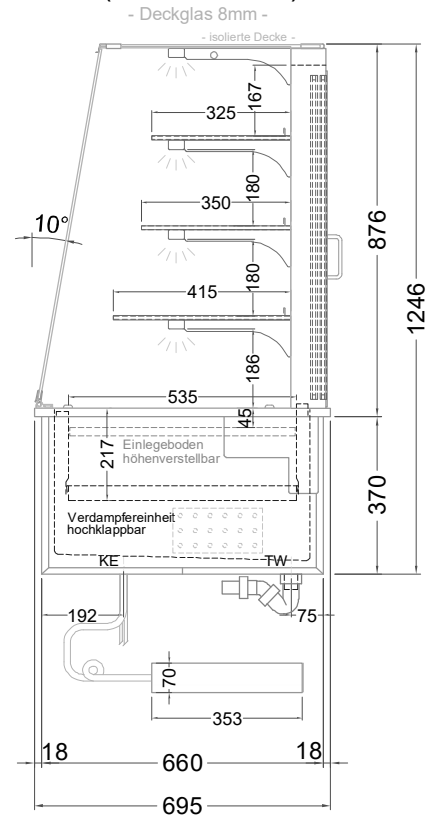 - Deckglas 8mm -
- isolierte Decke -
167
325
180
350
10°
876
1246
180
415
186
535
45
217
Einlegeboden
höhenverstellbar
370
Verdampfereinheit
hochklappbar
KE
TW
192
75
70
353
18
660
18
695